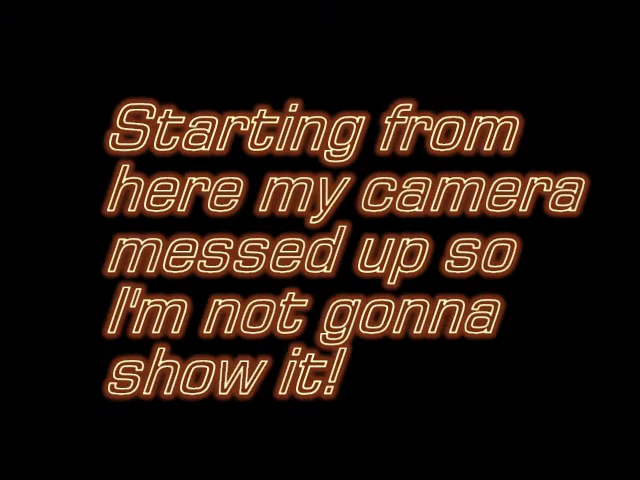 Starting from
here my camera
messed up so
I'm not gonna
show it!